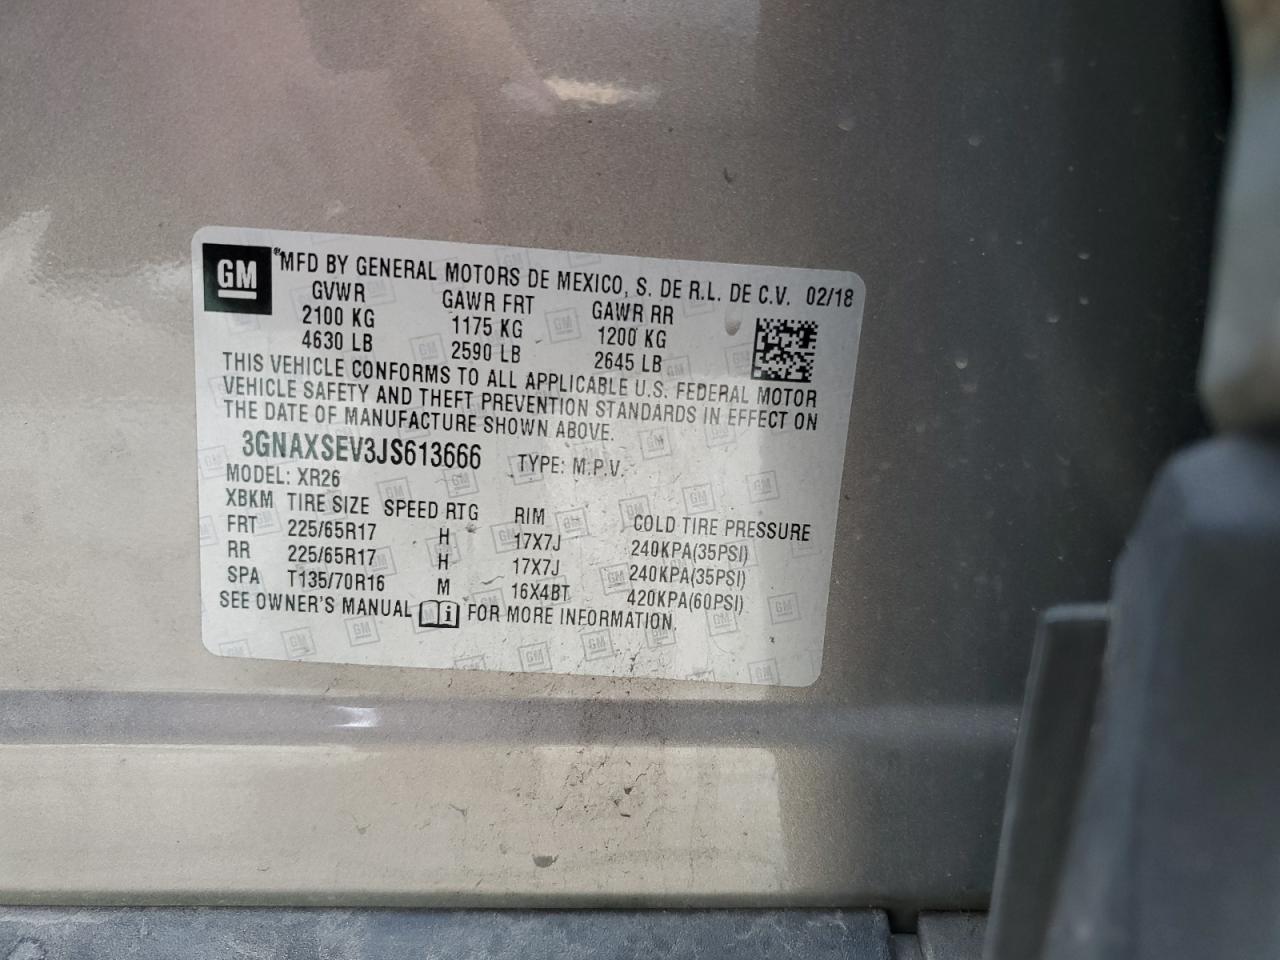 GM
® MFD BY GENERAL MOTORS DE MEXICO, S. DE R.L. DE C.V. 02/18
GVWR GAWR FRT GAWR RR
2100 KG 1175 KG 1200 KG
4630 LB 2590 LB 2645 LB
THIS VEHICLE CONFORMS TO ALL APPLICABLE U.S. FEDERAL MOTOR
VEHICLE SAFETY AND THEFT PREVENTION STANDARDS IN EFFECT ON
THE DATE OF MANUFACTURE SHOWN ABOVE.
3GNAXSEV3JS613666 TYPE: M.P.V.
MODEL: XR26
XBKM TIRE SIZE SPEED RTG RIM COLD TIRE PRESSURE
FRT 225/65R17 H 17X7J 240KPA(35PSI)
RR 225/65R17 H 17X7J 240KPA(35PSI)
SPA T135/70R16 M 16X4BT 420KPA(60PSI)
SEE OWNER'S MANUAL i FOR MORE INFORMATION.